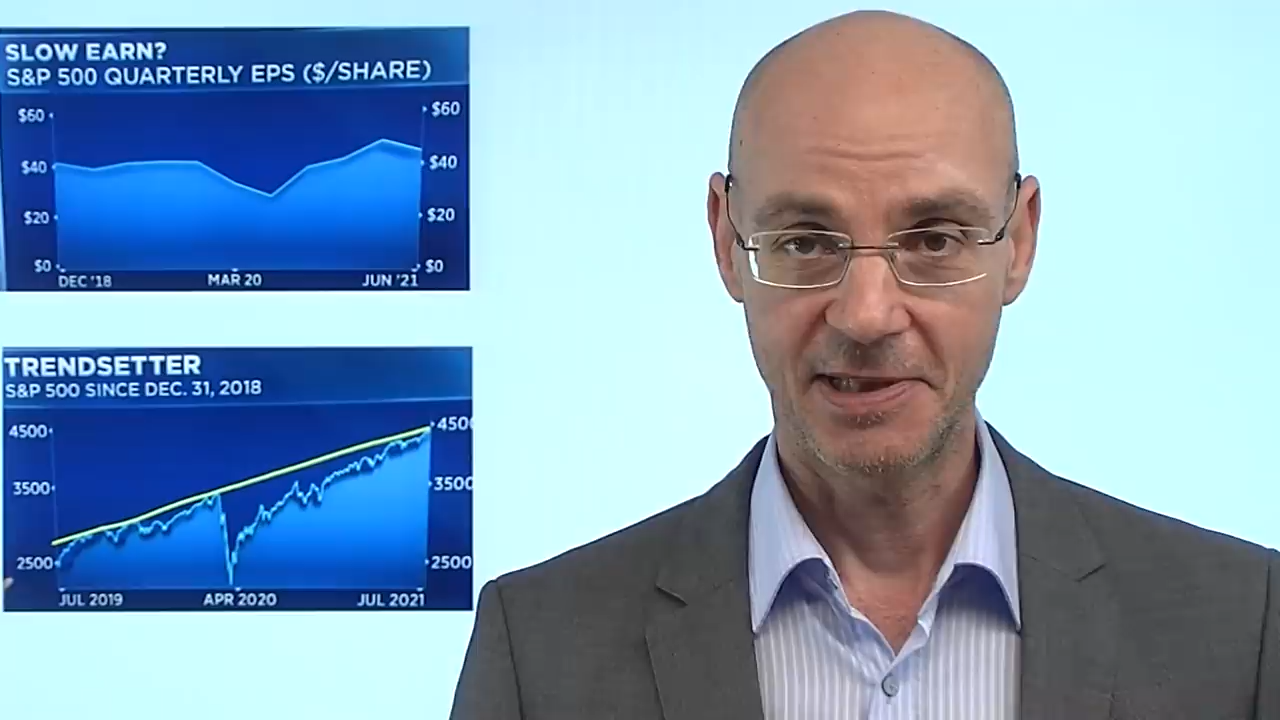 SLOW EARN?
S&P 500 QUARTERLY EPS ($/SHARE)
$60 $60
$40 $40
$20 $20
$0 $0
DEC '18 MAR 20 JUN '21
TRENDSETTER
S&P 500 SINCE DEC. 31, 2018
4500 4500
3500 3500
2500 2500
JUL 2019 APR 2020 JUL 2021